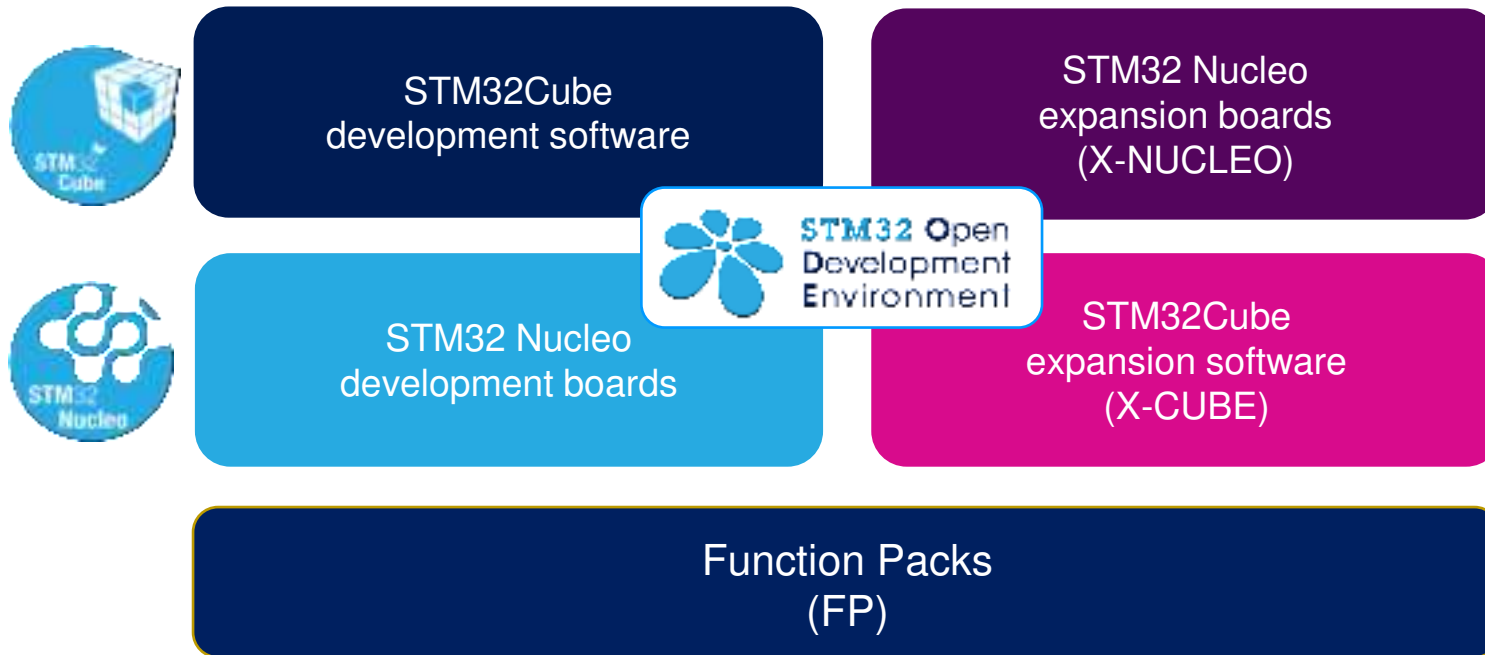 STM32
Cube
STM32Cube
development software
STM32 Nucleo
expansion boards
(X-NUCLEO)
STM32 Open
Development
Environment
STM32
Nucleo
STM32 Nucleo
development boards
STM32Cube
expansion software
(X-CUBE)
Function Packs
(FP)